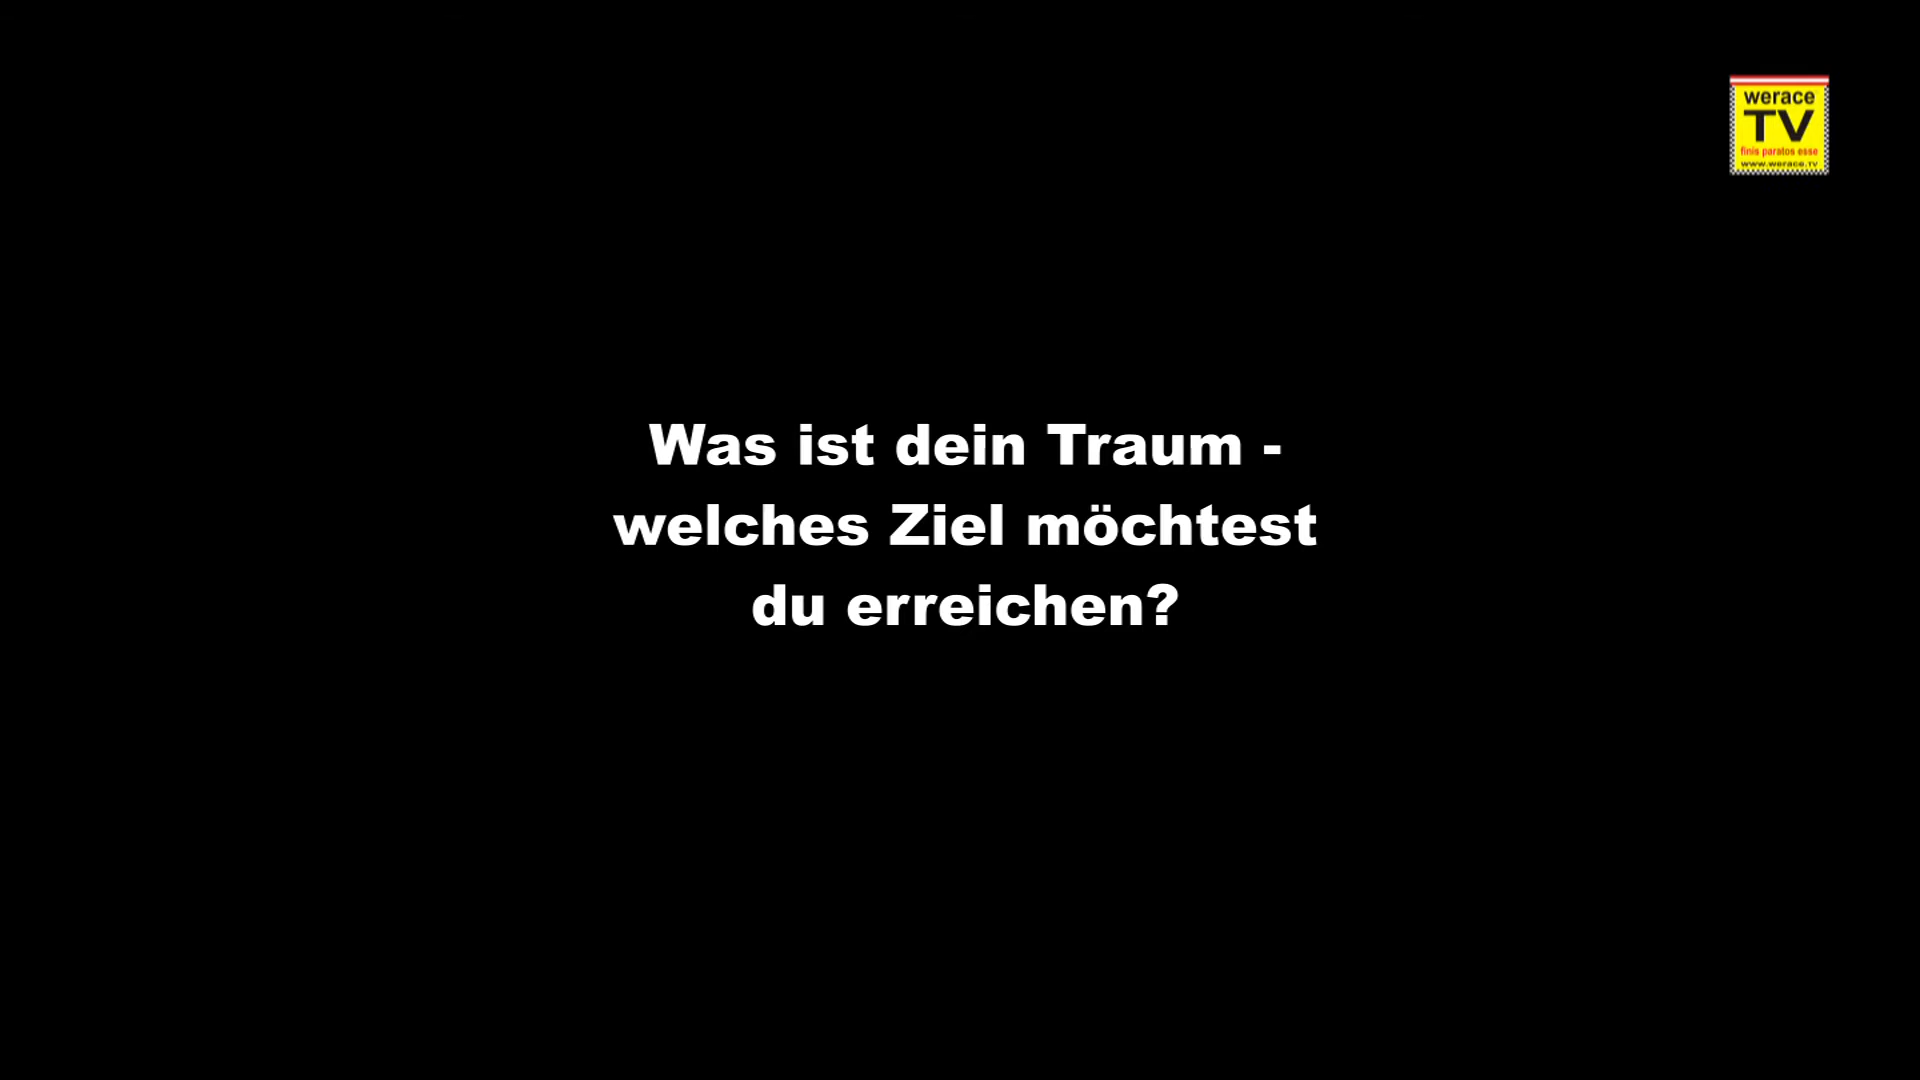 werace
TV
finis paratos esse
www.werace.TV
Was ist dein Traum -
welches Ziel möchtest
du erreichen?